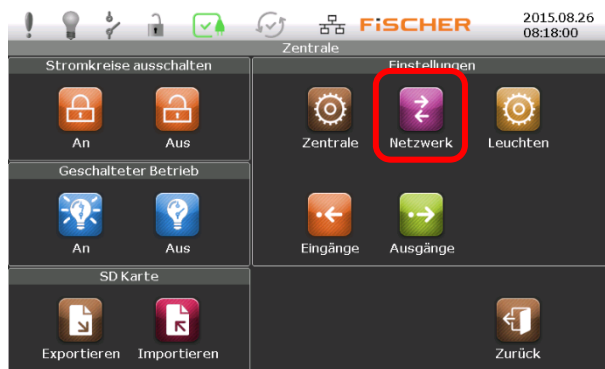 FiSCHER
2015.08.26
08:18:00
Zentrale
Stromkreise ausschalten
An
Aus
Geschalteter Betrieb
An
Aus
SD Karte
Exportieren
Importieren
Einstellungen
Zentrale
Netzwerk
Leuchten
Eingänge
Ausgänge
Zurück